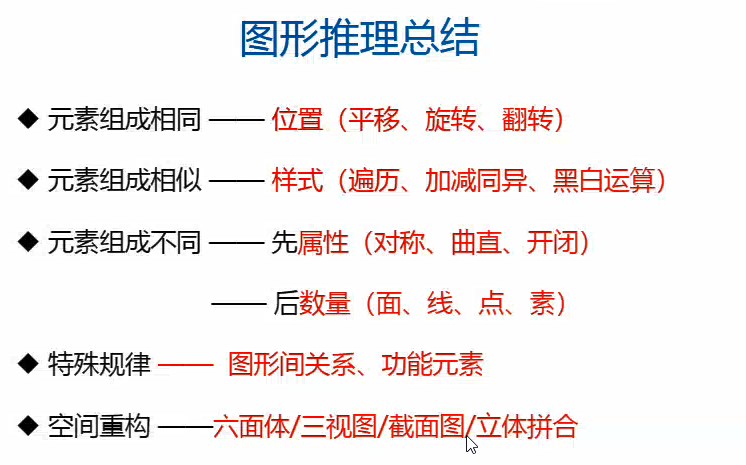 图形推理总结
◆ 元素组成相同 —— 位置（平移、旋转、翻转）
◆ 元素组成相似 —— 样式（遍历、加减同异、黑白运算）
◆ 元素组成不同 —— 先属性（对称、曲直、开闭）
—— 后数量（面、线、点、素）
◆ 特殊规律 —— 图形间关系、功能元素
◆ 空间重构 ——六面体/三视图/截面图/立体拼合